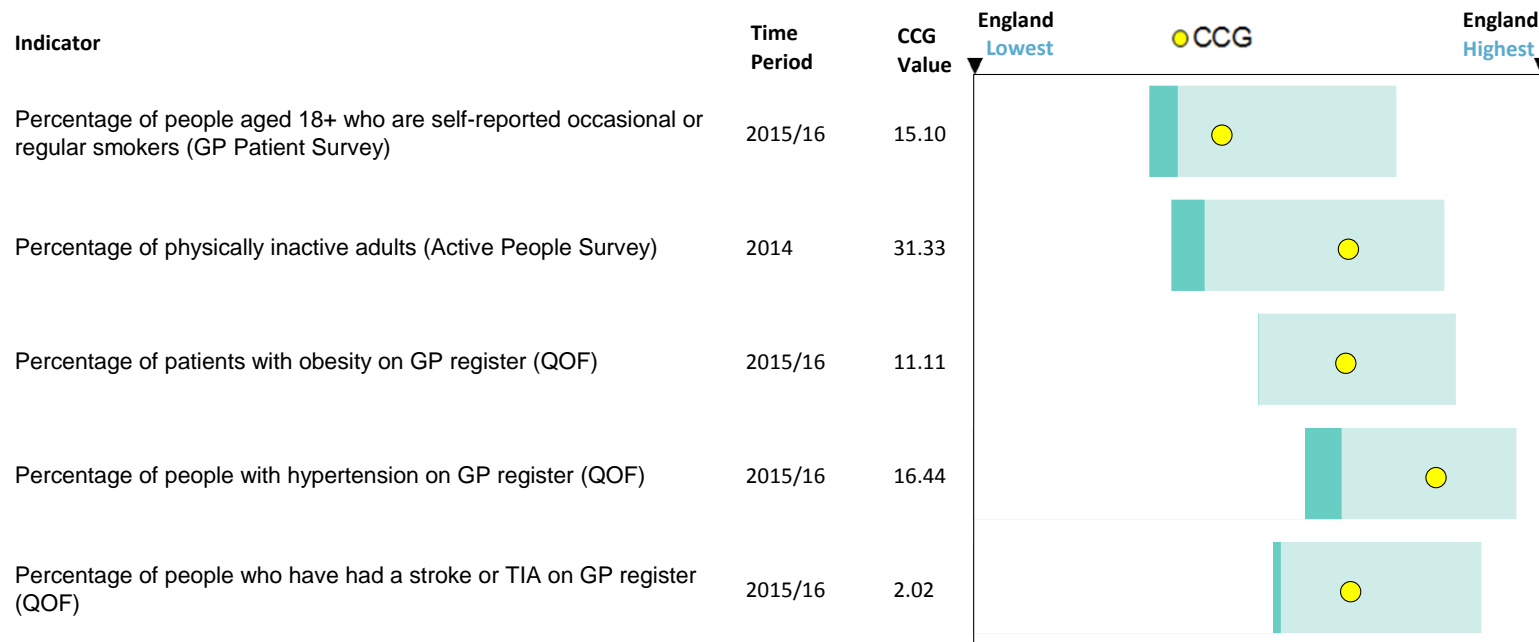 Indicator
Time
Period
CCG
Value
England
Lowest
CCG
England
Highest
Percentage of people aged 18+ who are self-reported occasional or
regular smokers (GP Patient Survey)
2015/16
15.10
Percentage of physically inactive adults (Active People Survey)
2014
31.33
Percentage of patients with obesity on GP register (QOF)
2015/16
11.11
Percentage of people with hypertension on GP register (QOF)
2015/16
16.44
Percentage of people who have had a stroke or TIA on GP register
(QOF)
2015/16
2.02